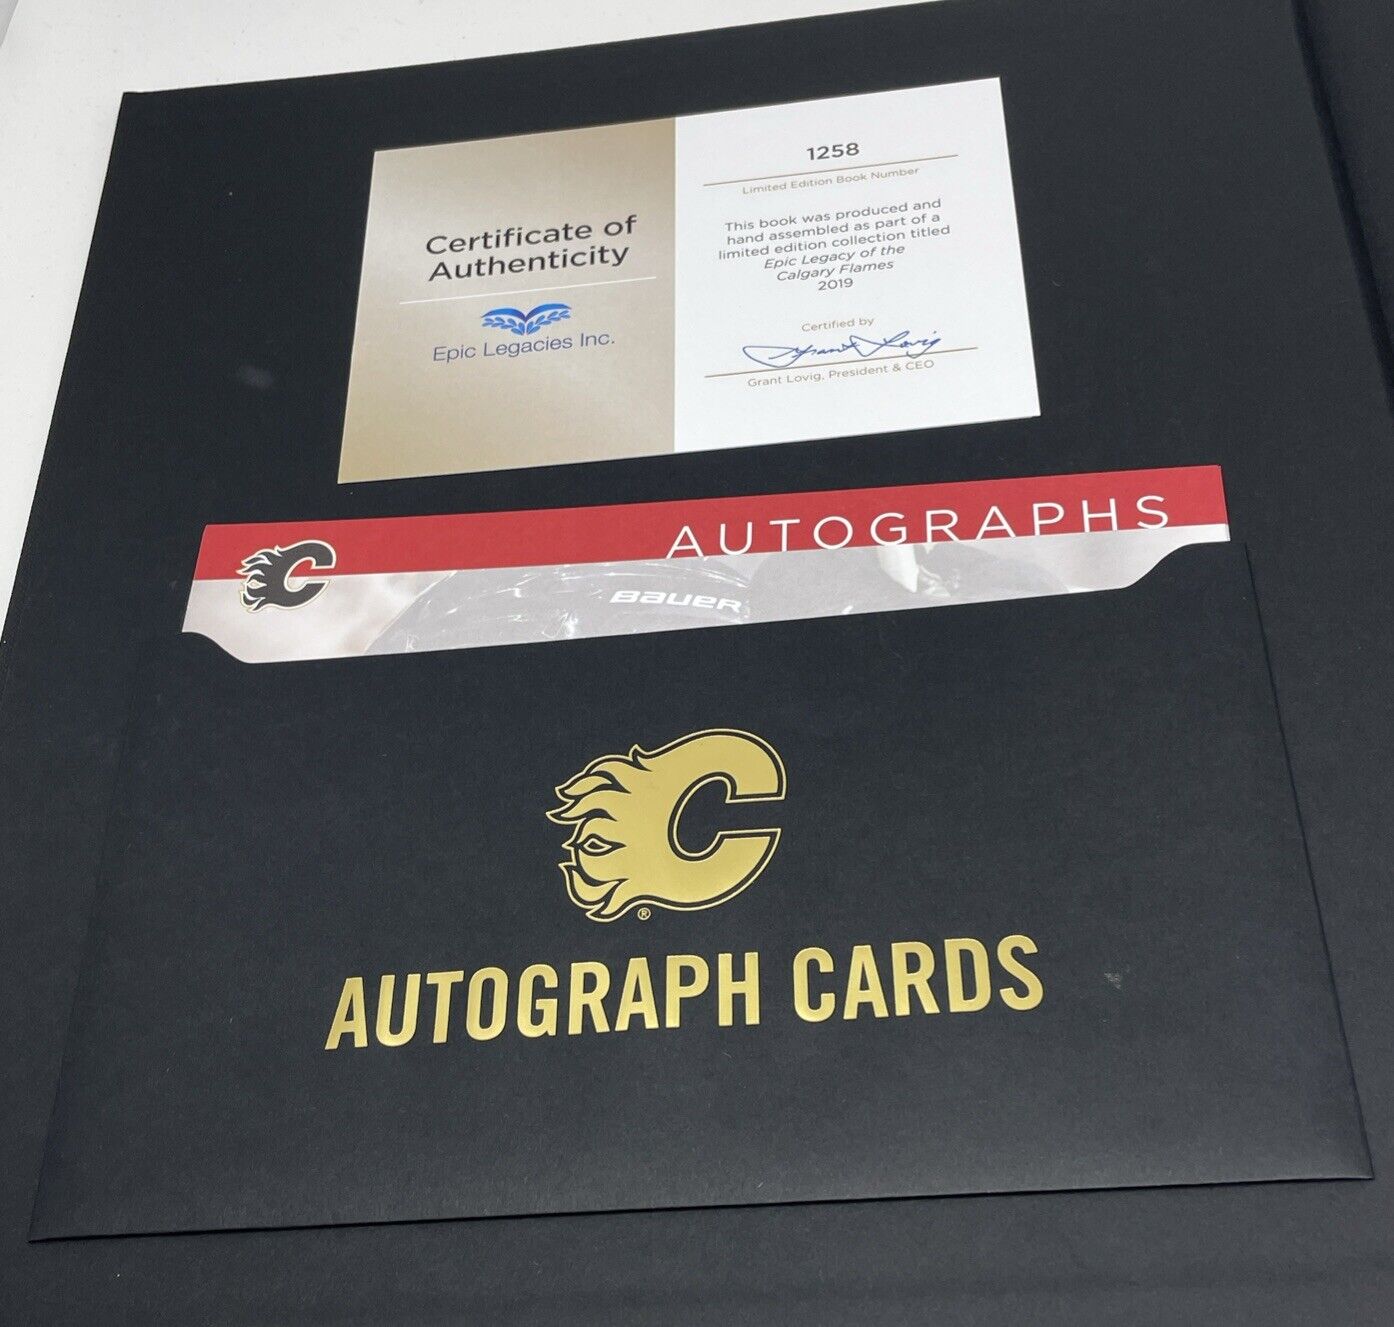 Certificate of
Authenticity
Epic Legacies Inc.
1258
Limited Edition Book Number
This book was produced and
hand assembled as part of a
limited edition collection titled
Epic Legacy of the
Calgary Flames
2019
Certified by
Grant Lovig
Grant Lovig, President & CEO
AUTOGRAPHS
C
BAUER
C
®
AUTOGRAPH CARDS